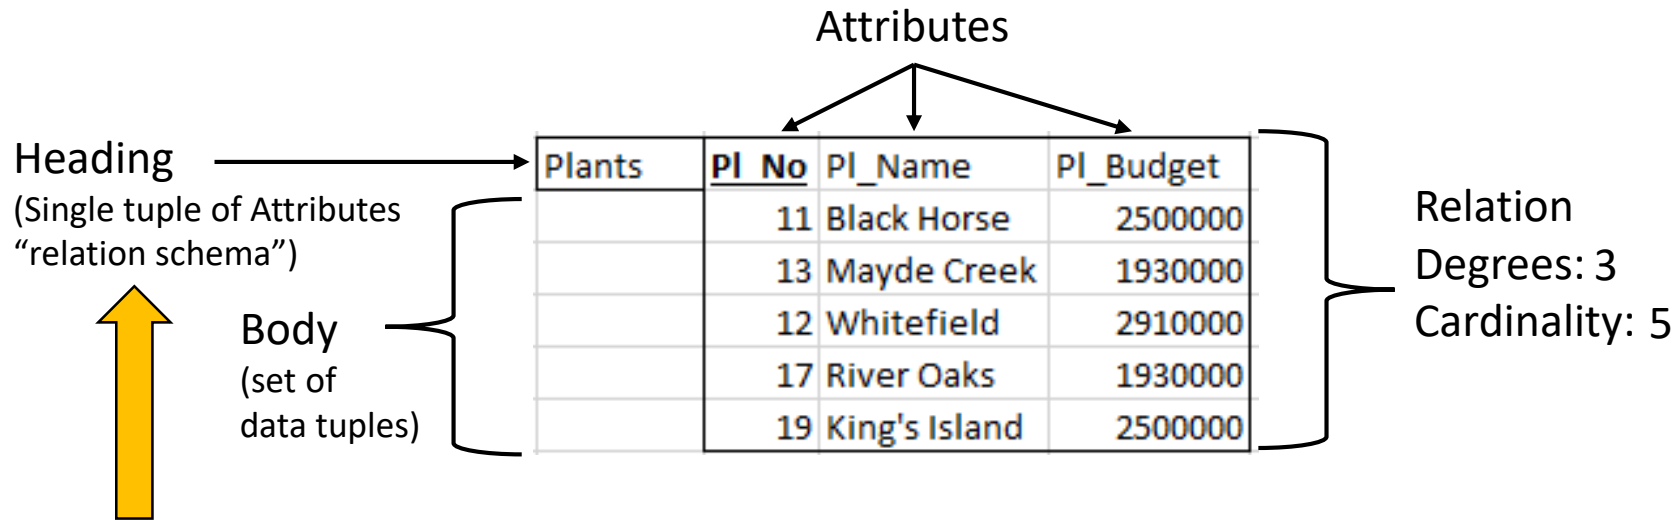 Attributes
Heading
(Single tuple of Attributes
“relation schema”)
Body
(set of
data tuples)
Plants Pl_No Pl_Name Pl_Budget
11 Black Horse 2500000
13 Mayde Creek 1930000
12 Whitefield 2910000
17 River Oaks 1930000
19 King's Island 2500000
Relation
Degrees: 3
Cardinality: 5